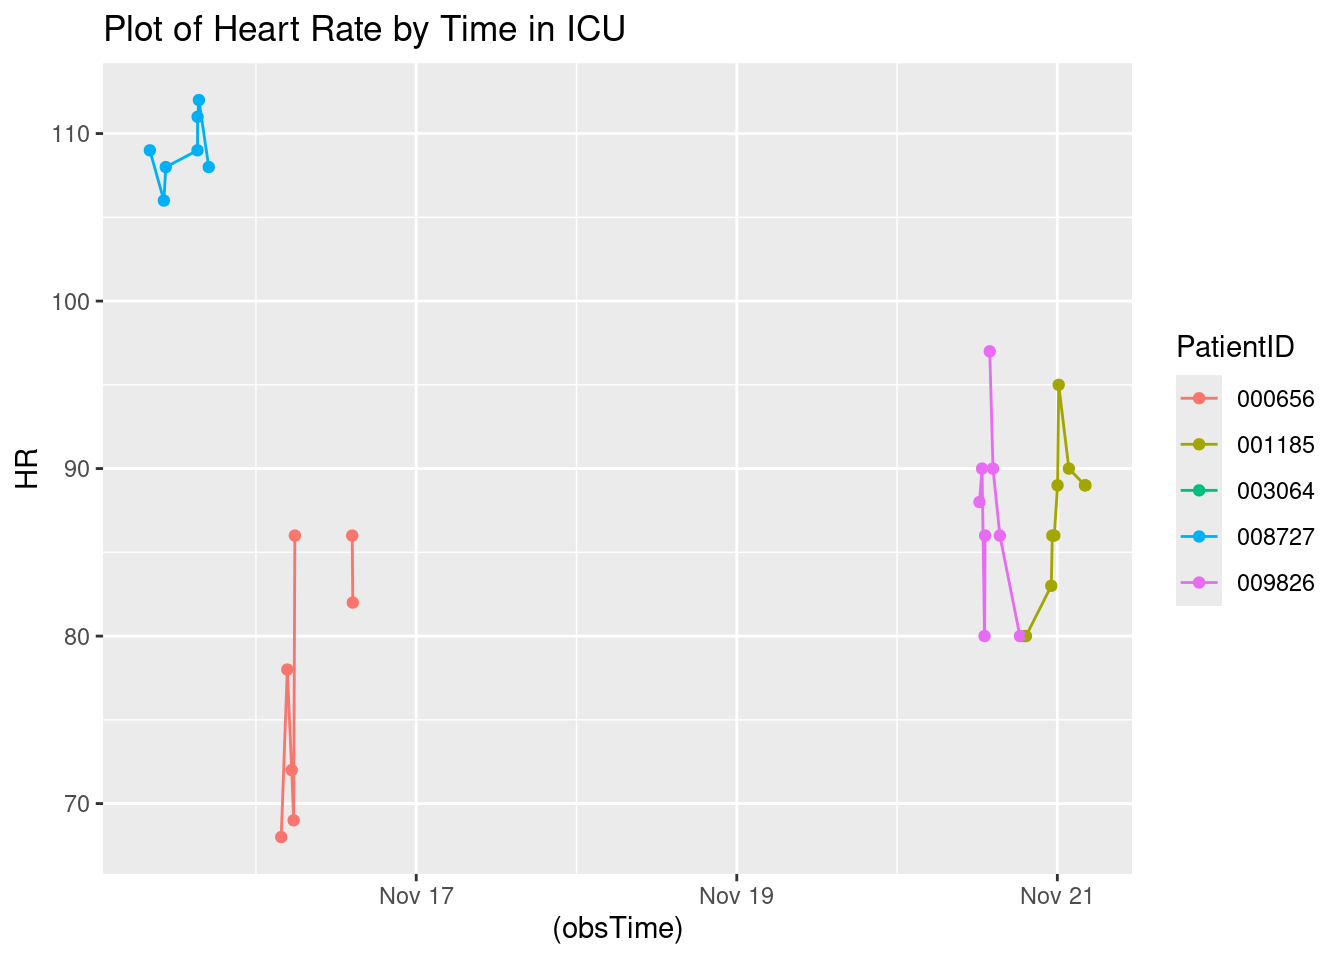 Plot of Heart Rate by Time in ICU
110
100
90
80
70
HR
Nov 17
Nov 19
Nov 21
(obsTime)
PatientID
000656
001185
003064
008727
009826